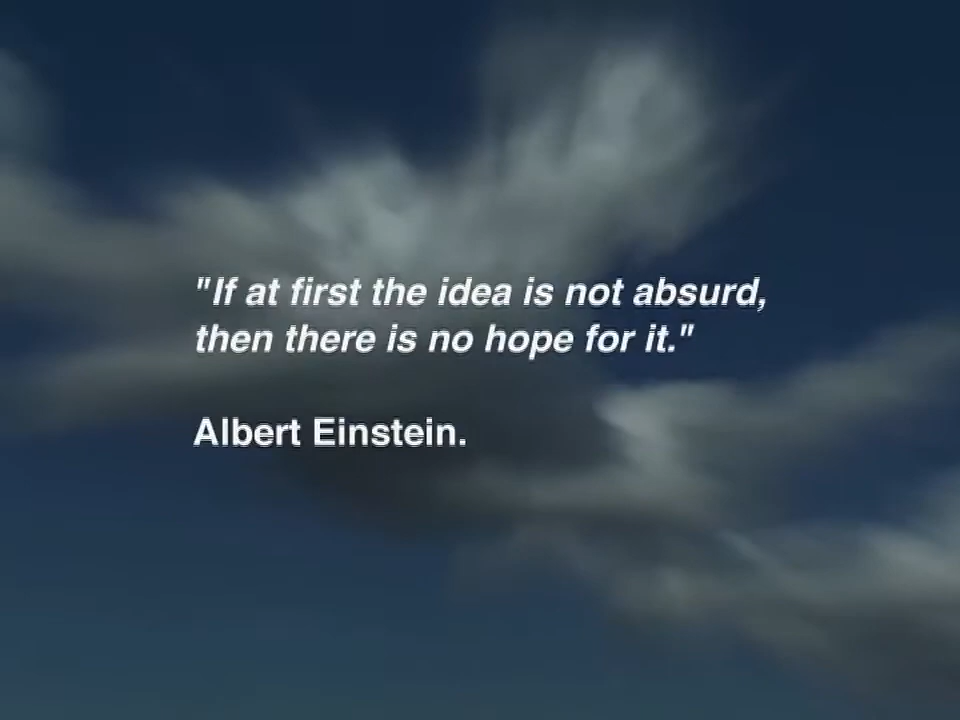 "If at first the idea is not absurd,
then there is no hope for it."
Albert Einstein.